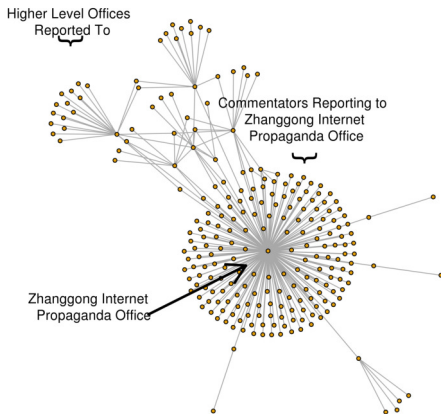 Higher Level Offices
Reported To
Commentators Reporting to
Zhanggong Internet
Propaganda Office
Zhanggong Internet
Propaganda Office